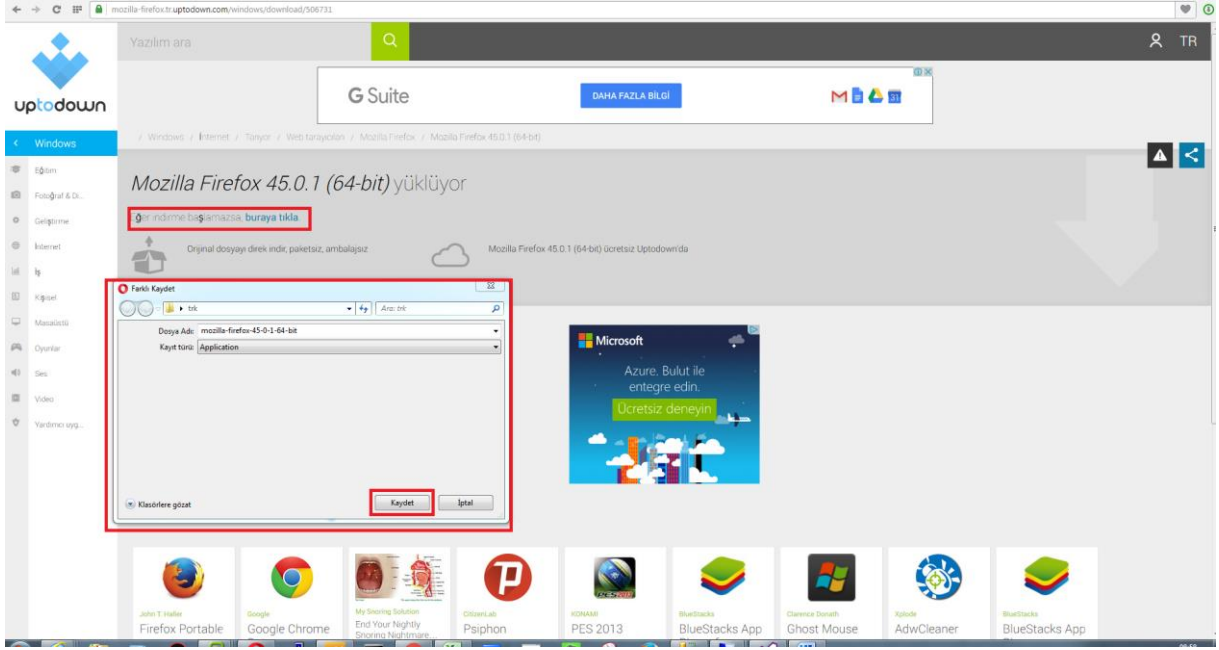 mozilla-firefox.tr.uptodown.com/windows/download/506731
Yazılım ara
TR
uptodown
G Suite
DAHA FAZLA BİLGİ
31
/ Windows / İnternet / Tarayıcı / Web tarayıcıları / Mozilla Firefox / Mozilla Firefox 45.0.1 (64-bit)
Windows
Eğitim
Fotoğraf & Di...
Geliştirme
İnternet
İş
Kişisel
Masaüstü
Oyunlar
Ses
Video
Yardımcı uyg...
Mozilla Firefox 45.0.1 (64-bit) yüklüyor
Eğer indirme başlamazsa, buraya tıkla.
Orijinal dosyayı direk indir, paketsiz, ambalajsız
Mozilla Firefox 45.0.1 (64-bit) ücretsiz Uptodown'da
Farklı Kaydet
trk
Ara: trk
Dosya Adı: mozilla-firefox-45-0-1-64-bit
Kayıt türü: Application
Klasörlere gözat
Kaydet
İptal
Microsoft
Azure. Bulut ile
entegre edin.
Ücretsiz deneyin
John T. Haller
Firefox Portable
Google
Google Chrome
My Snoring Solution
End Your Nightly
Snoring Nightmare...
CitizenLab
Psiphon
KONAMI
PES 2013
BlueStacks
BlueStacks App
Clarence Donath
Ghost Mouse
Xplode
AdwCleaner
BlueStacks
BlueStacks App